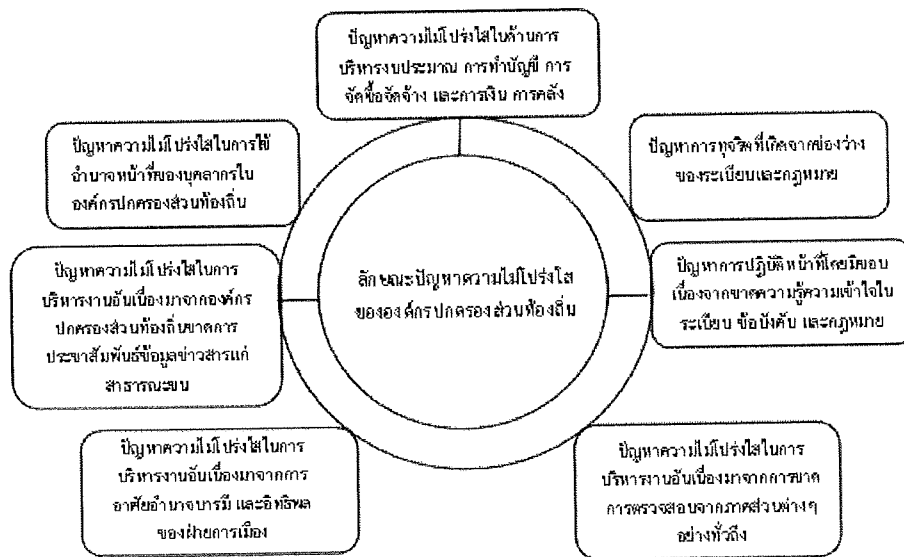 ปัญหาความไม่โปร่งใสในด้านการ
บริหารงบประมาณ การทำบัญชี การ
จัดซื้อจัดจ้าง และการเงิน การคลัง
ปัญหาการทุจริตที่เกิดจากช่องว่าง
ของระเบียบและกฎหมาย
ปัญหาการปฏิบัติหน้าที่โดยมิชอบ
เนื่องจากขาดความรู้ความเข้าใจใน
ระเบียบ ข้อบังคับ และกฎหมาย
ปัญหาความไม่โปร่งใสในการ
บริหารงานอันเนื่องมาจากการขาด
การตรวจสอบจากภาคส่วนต่างๆ
อย่างทั่วถึง
ปัญหาความไม่โปร่งใสในการ
บริหารงานอันเนื่องมาจากการ
อาศัยอำนาจบารมี และอิทธิพล
ของฝ่ายการเมือง
ปัญหาความไม่โปร่งใสในการ
บริหารงานอันเนื่องมาจากองค์กร
ปกครองส่วนท้องถิ่นขาดการ
ประชาสัมพันธ์ข้อมูลข่าวสารแก่
สาธารณะชน
ปัญหาความไม่โปร่งใสในการใช้
อำนาจหน้าที่ของบุคลากรใน
องค์กรปกครองส่วนท้องถิ่น
ลักษณะปัญหาความไม่โปร่งใส
ขององค์กรปกครองส่วนท้องถิ่น